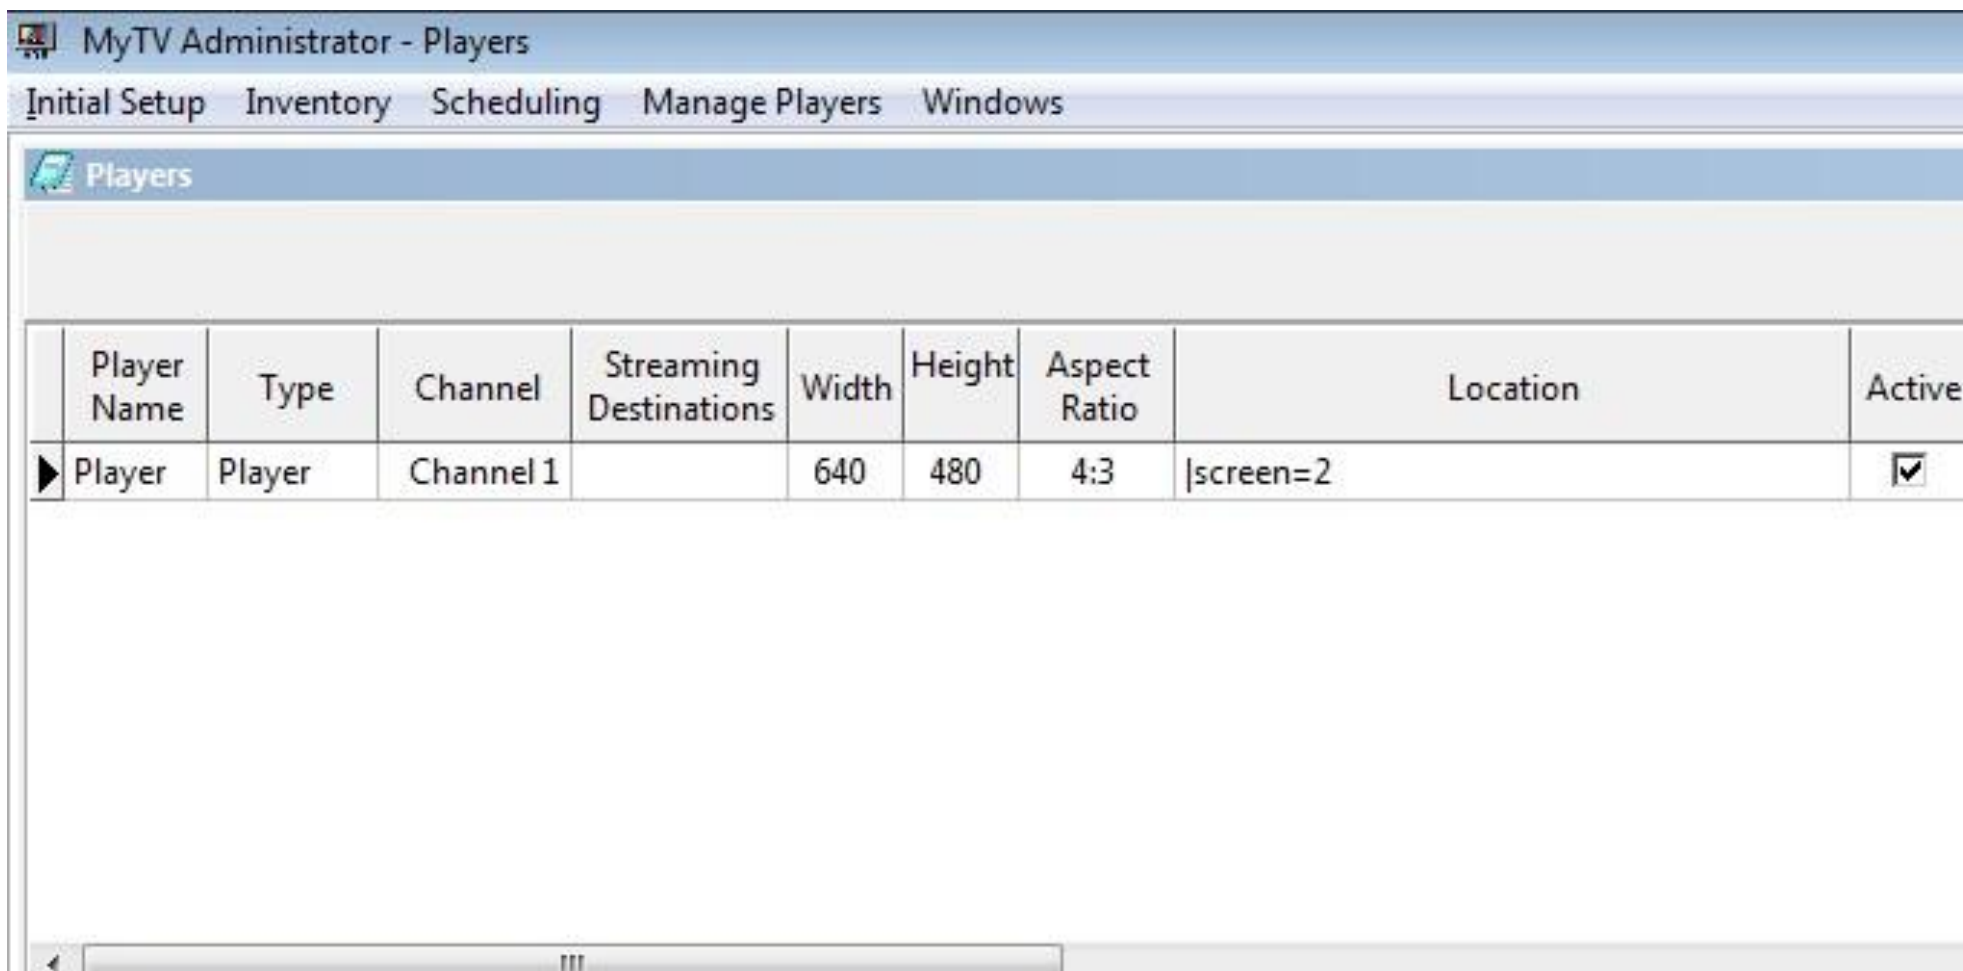 MyTV Administrator - Players
Initial Setup Inventory Scheduling Manage Players Windows
Players
Player Name Type Channel Streaming Destinations Width Height Aspect Ratio Location Active
Player Player Channel 1 640 480 4:3 |screen=2